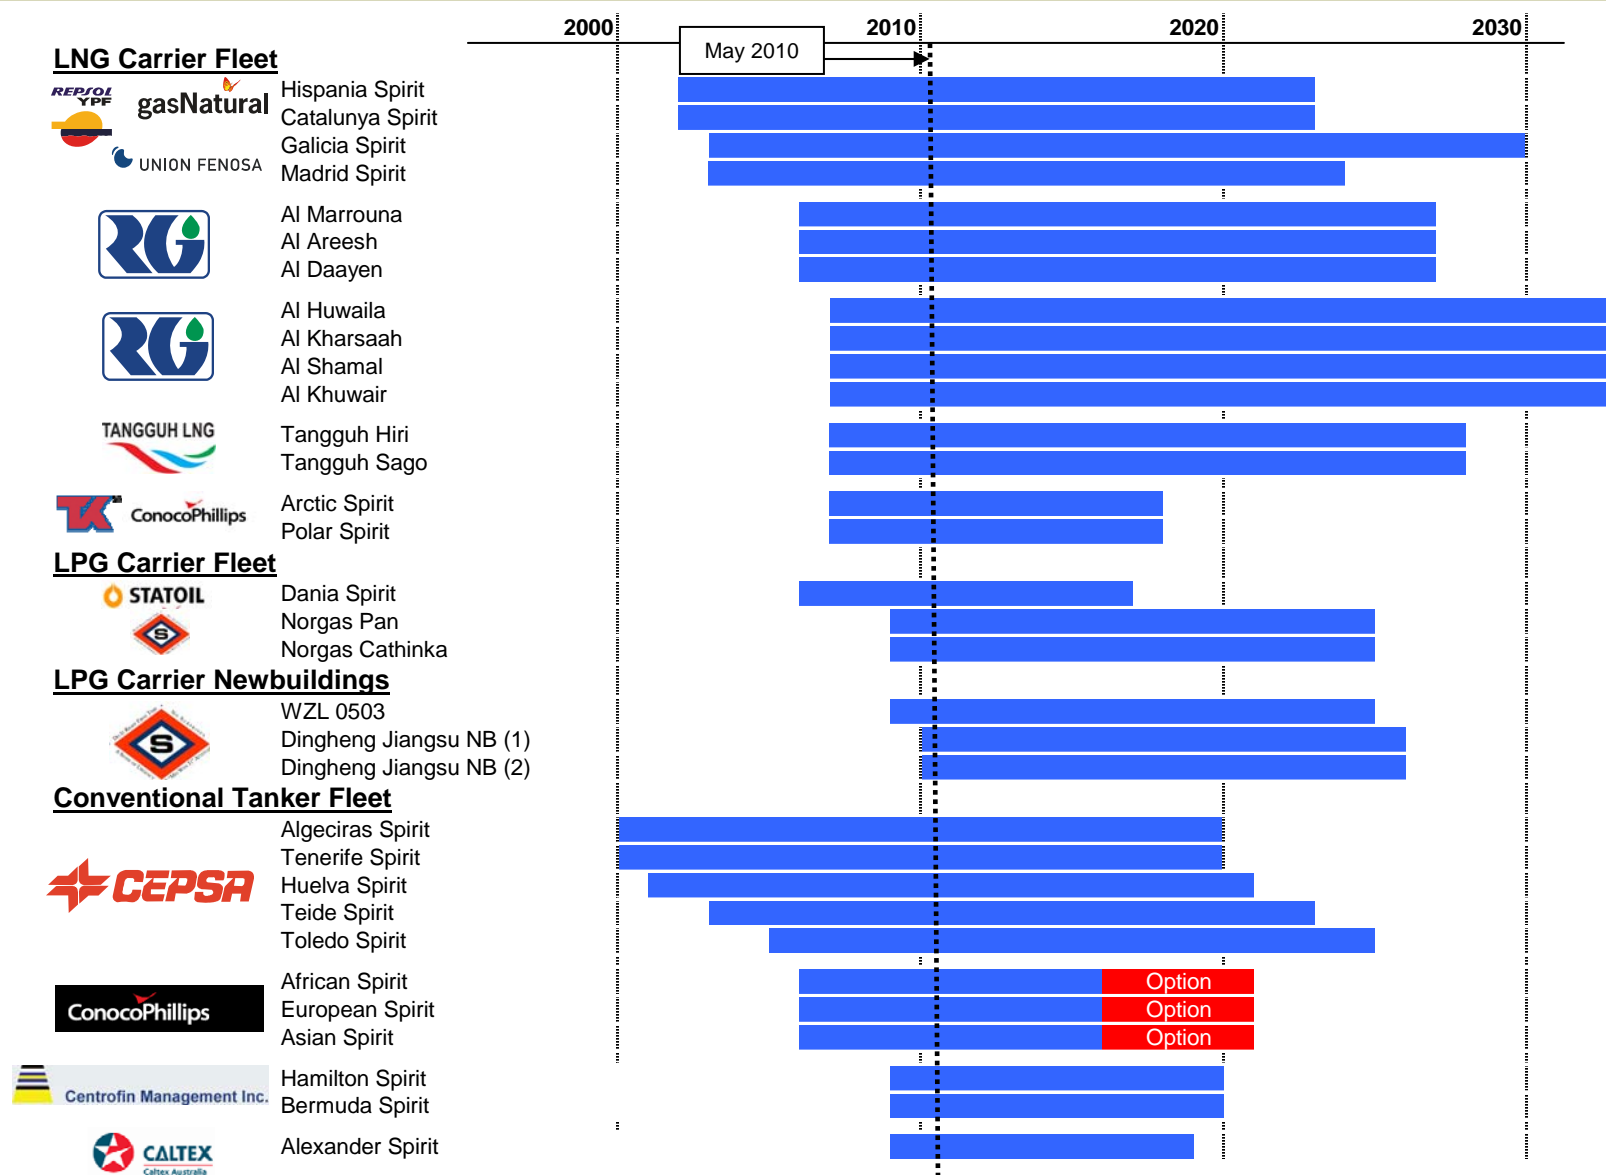 2000 2010 2020 2030
May 2010
LNG Carrier Fleet
REPSOL
YPF
gasNatural
UNION FENOSA
Hispania Spirit
Catalunya Spirit
Galicia Spirit
Madrid Spirit
RG
Al Marrouna
Al Areesh
Al Daayen
RG
Al Huwaila
Al Kharsaah
Al Shamal
Al Khuwair
TANGGUH LNG
Tangguh Hiri
Tangguh Sago
TK
ConocoPhillips
Arctic Spirit
Polar Spirit
LPG Carrier Fleet
STATOIL
S
Dania Spirit
Norgas Pan
Norgas Cathinka
LPG Carrier Newbuildings
S
WZL 0503
Dingheng Jiangsu NB (1)
Dingheng Jiangsu NB (2)
Conventional Tanker Fleet
CEPSA
Algeciras Spirit
Tenerife Spirit
Huelva Spirit
Teide Spirit
Toledo Spirit
ConocoPhillips
African Spirit Option
European Spirit Option
Asian Spirit Option
Centrofin Management Inc.
Hamilton Spirit
Bermuda Spirit
CALTEX
Caltex Australia
Alexander Spirit